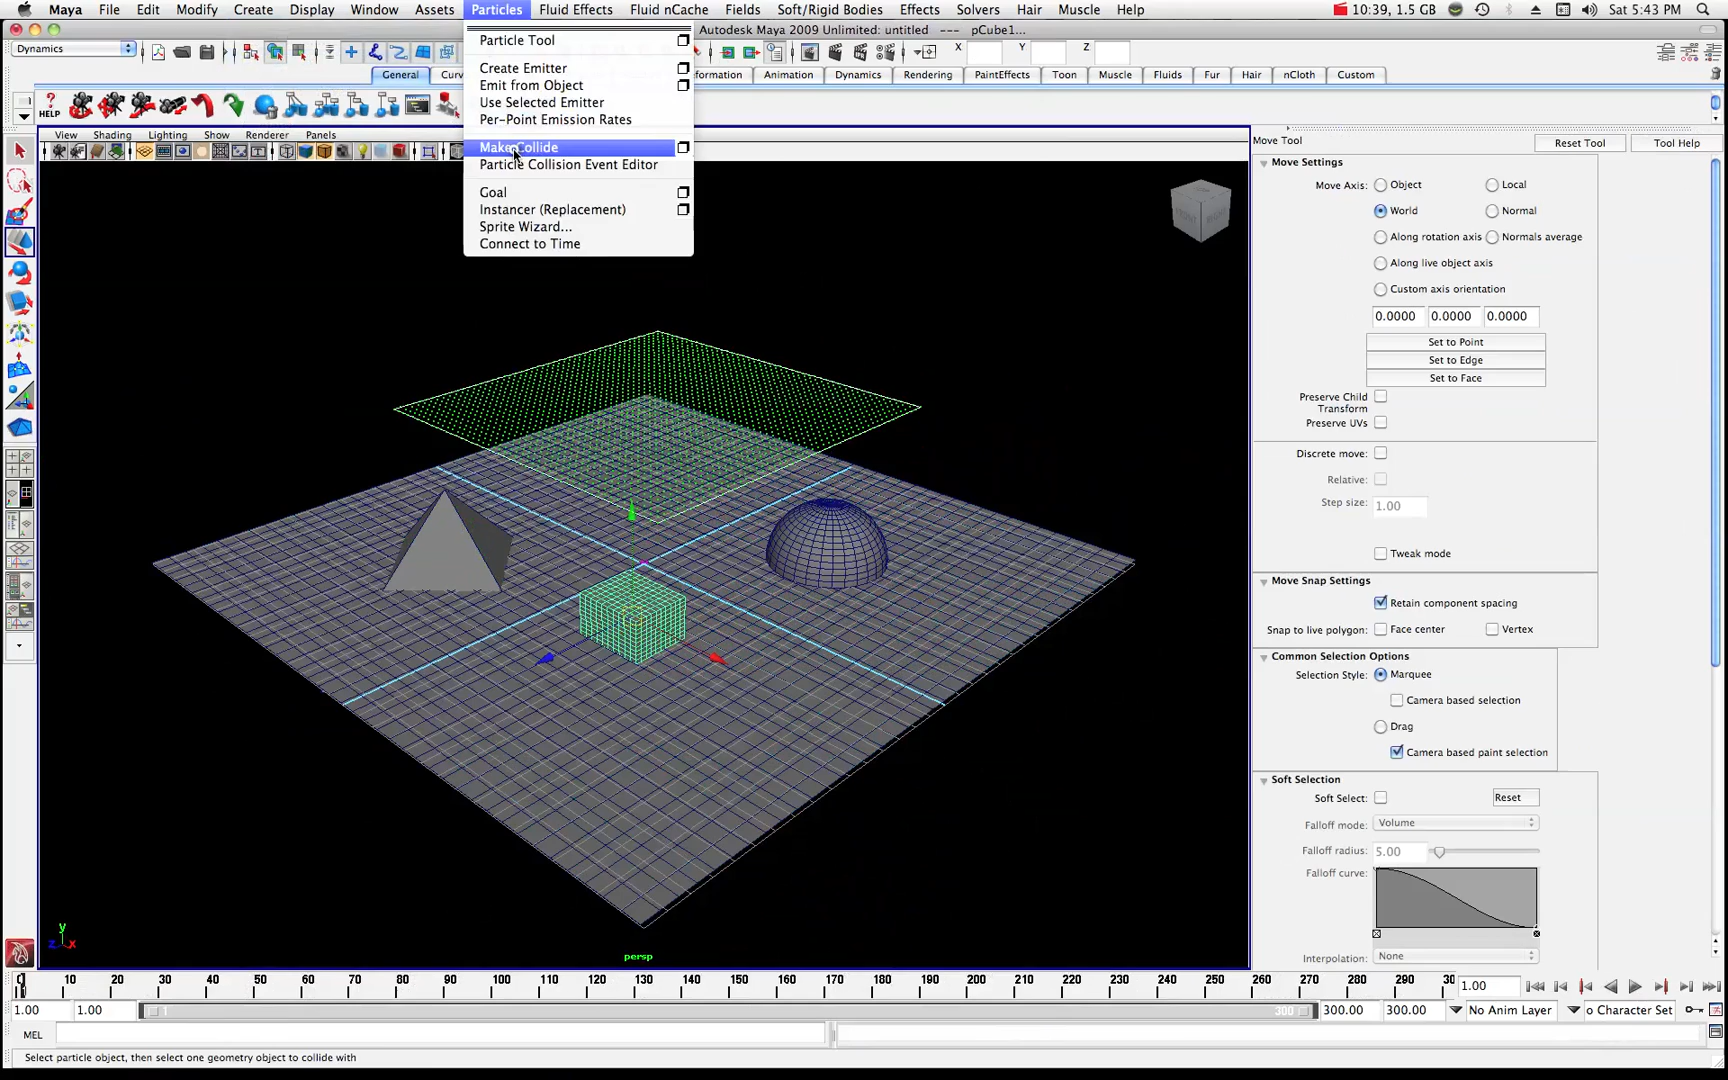 Maya File Edit Modify Create Display Window Assets Particles Fluid Effects Fluid nCache Fields Soft/Rigid Bodies Effects Solvers Hair Muscle Help 10:39, 1.5 GB Sat 5:43 PM
Autodesk Maya 2009 Unlimited: untitled --- pCube1...
Dynamics X Y Z
General Curv formation Animation Dynamics Rendering PaintEffects Toon Muscle Fluids Fur Hair nCloth Custom
HELP
View Shading Lighting Show Renderer Panels
Particle Tool
Create Emitter
Emit from Object
Use Selected Emitter
Per-Point Emission Rates
Make Collide
Particle Collision Event Editor
Goal
Instancer (Replacement)
Sprite Wizard...
Connect to Time
FRONT RIGHT
persp
y
z x
Move Tool Reset Tool Tool Help
Move Settings
Move Axis: Object Local
World Normal
Along rotation axis Normals average
Along live object axis
Custom axis orientation
0.0000 0.0000 0.0000
Set to Point
Set to Edge
Set to Face
Preserve Child
Transform
Preserve UVs
Discrete move:
Relative:
Step size: 1.00
Tweak mode
Move Snap Settings
Retain component spacing
Snap to live polygon: Face center Vertex
Common Selection Options
Selection Style: Marquee
Camera based selection
Drag
Camera based paint selection
Soft Selection
Soft Select: Reset
Falloff mode: Volume
Falloff radius: 5.00
Falloff curve:
Interpolation: None
10 20 30 40 50 60 70 80 90 100 110 120 130 140 150 160 170 180 190 200 210 220 230 240 250 260 270 280 290 30 1.00
1.00 1.00 1 300 300.00 300.00 No Anim Layer o Character Set
MEL
Select particle object, then select one geometry object to collide with